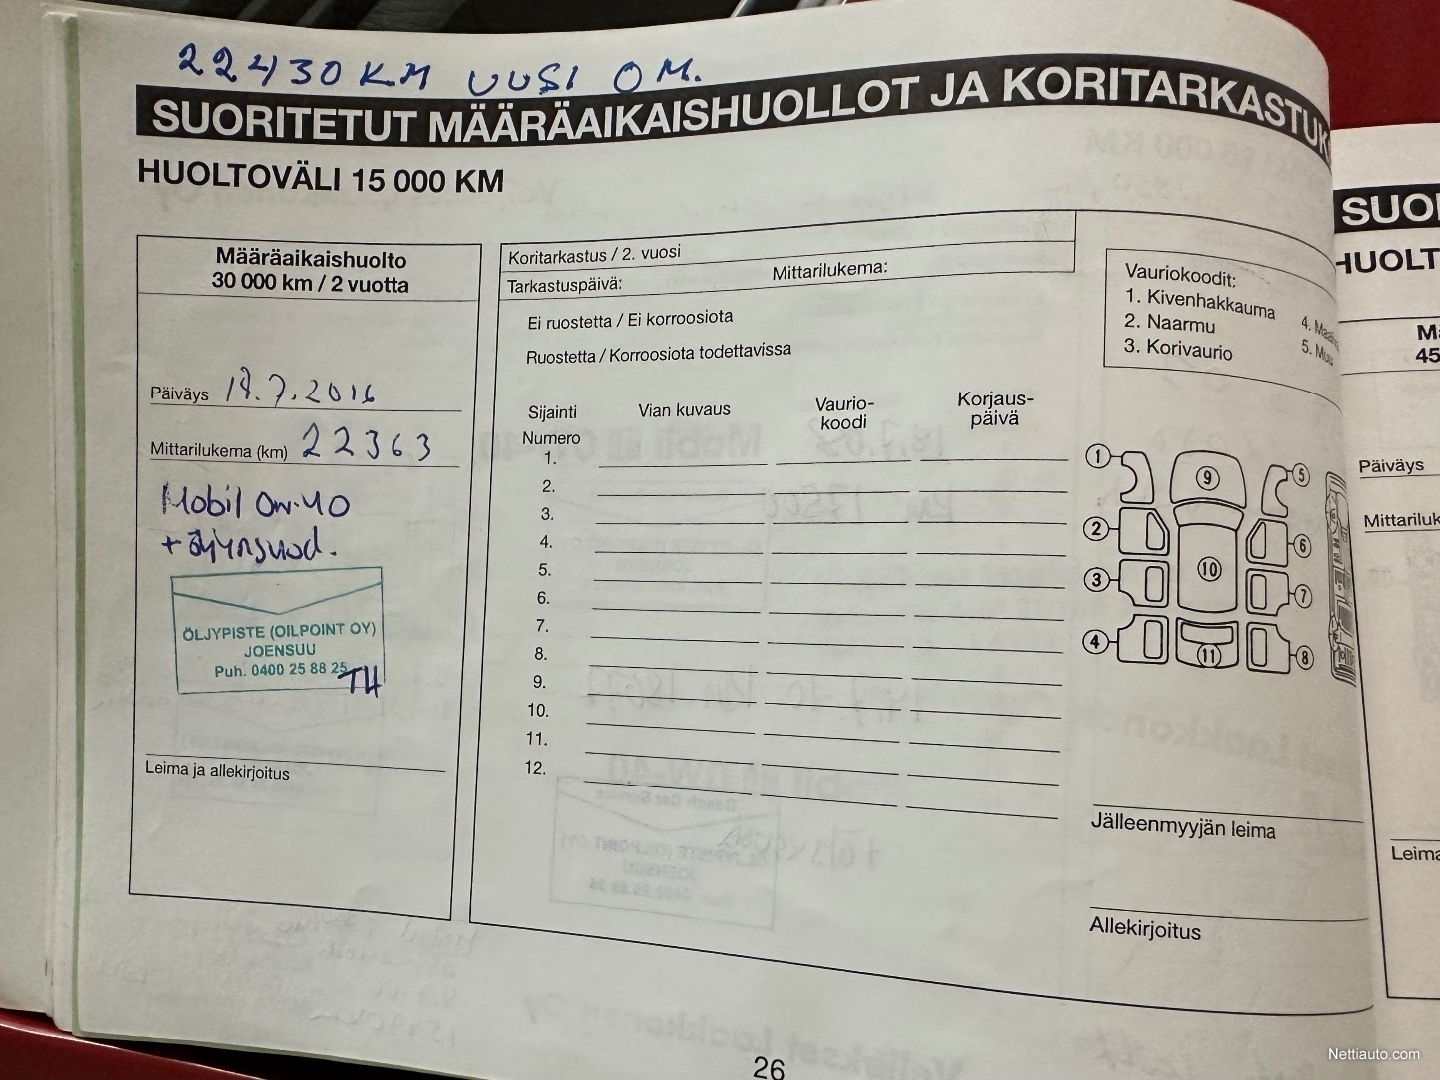 22430 KM UUSI OM.
SUORITETUT MÄÄRÄAIKAISHUOLLOT JA KORITARKASTUK
HUOLTOVÄLI 15 000 KM
Määräaikaishuolto
30 000 km / 2 vuotta
Päiväys 18.7.2016
Mittarilukema (km) 22363
Mobil 0w-40
+ öljynsuod.
ÖLJYPISTE (OILPOINT OY)
JOENSUU
Puh. 0400 25 88 25
TH
Leima ja allekirjoitus
Koritarkastus / 2. vuosi
Tarkastuspäivä: Mittarilukema:
Ei ruostetta / Ei korroosiota
Ruostetta / Korroosiota todettavissa
Sijainti Vian kuvaus Vaurio- Korjaus-
Numero koodi päivä
1.
2.
3.
4.
5.
6.
7.
8.
9.
10.
11.
12.
Vauriokoodit:
1. Kivenhakkauma
2. Naarmu 4.
3. Korivaurio 5.
1 9 5
2 6
10
3 7
4 11 8
Jälleenmyyjän leima
Allekirjoitus
26
SUO
HUOLT
45
Päiväys
Mittariluk
Leima
Nettiauto.com